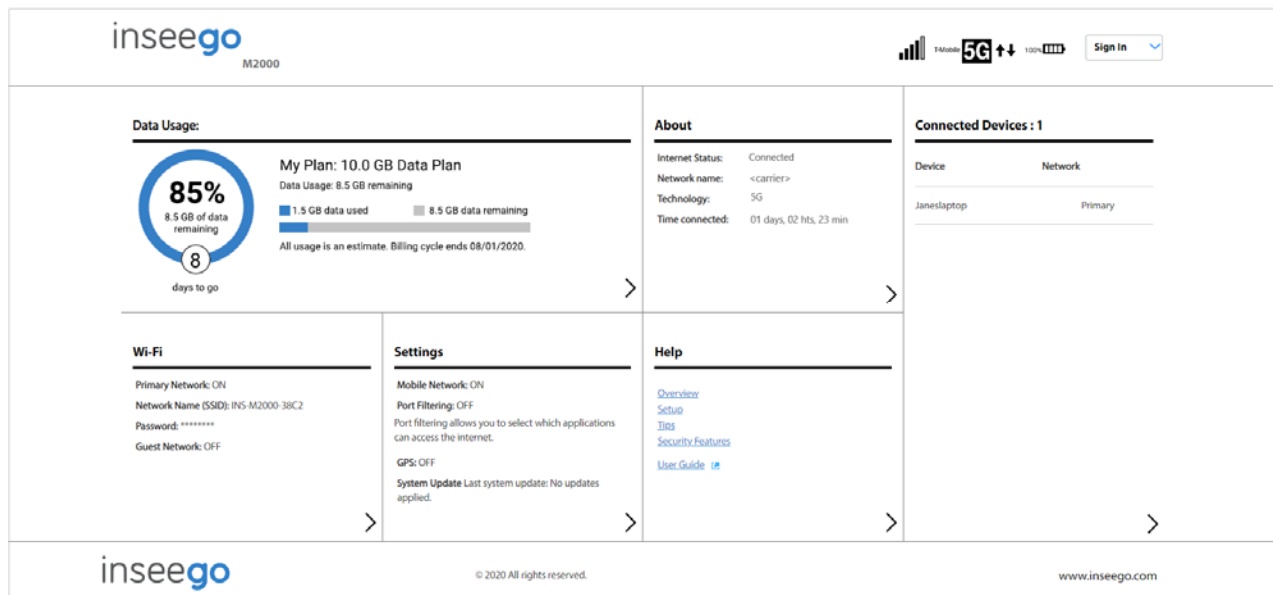 inseego
M2000
T-Mobile 5G 100%
Sign In
Data Usage:
85%
8.5 GB of data
remaining
8
days to go
My Plan: 10.0 GB Data Plan
Data Usage: 8.5 GB remaining
1.5 GB data used 8.5 GB data remaining
All usage is an estimate. Billing cycle ends 08/01/2020.
About
Internet Status: Connected
Network name: <carrier>
Technology: 5G
Time connected: 01 days, 02 hts, 23 min
Connected Devices : 1
Device Network
Janeslaptop Primary
Wi-Fi
Primary Network: ON
Network Name (SSID): INS-M2000-38C2
Password: ********
Guest Network: OFF
Settings
Mobile Network: ON
Port Filtering: OFF
Port filtering allows you to select which applications
can access the internet.
GPS: OFF
System Update Last system update: No updates
applied.
Help
Overview
Setup
Tips
Security Features
User Guide
inseego
© 2020 All rights reserved.
www.inseego.com